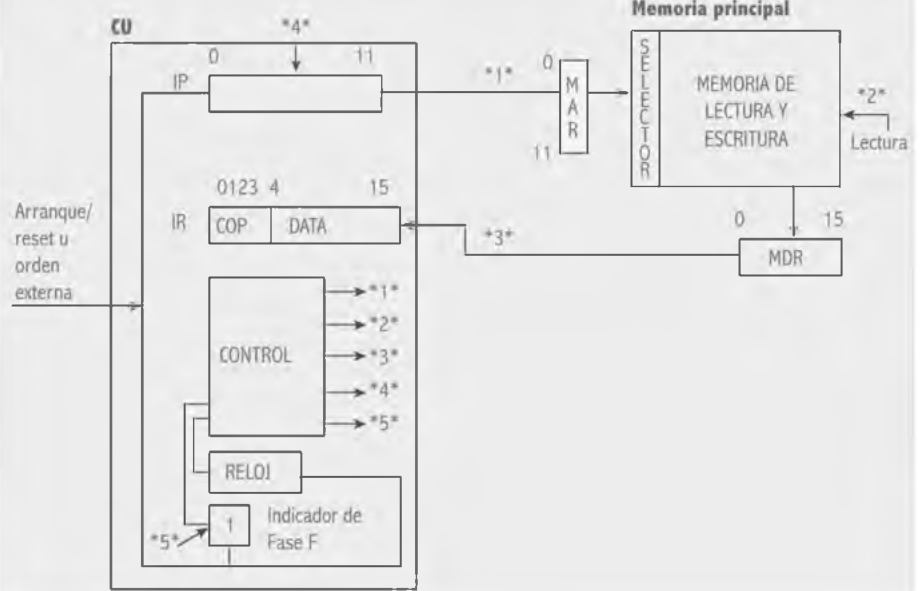 Memoria principal
CU
*4*
0 11
IP
*1*
0
MAR
11
SELECTOR
MEMORIA DE
LECTURA Y
ESCRITURA
*2*
Lectura
0123 4 15
IR
COP DATA
*3*
0 15
MDR
Arranque/
reset u
orden
externa
CONTROL
*1*
*2*
*3*
*4*
*5*
RELOJ
1
*5*
Indicador de
Fase F